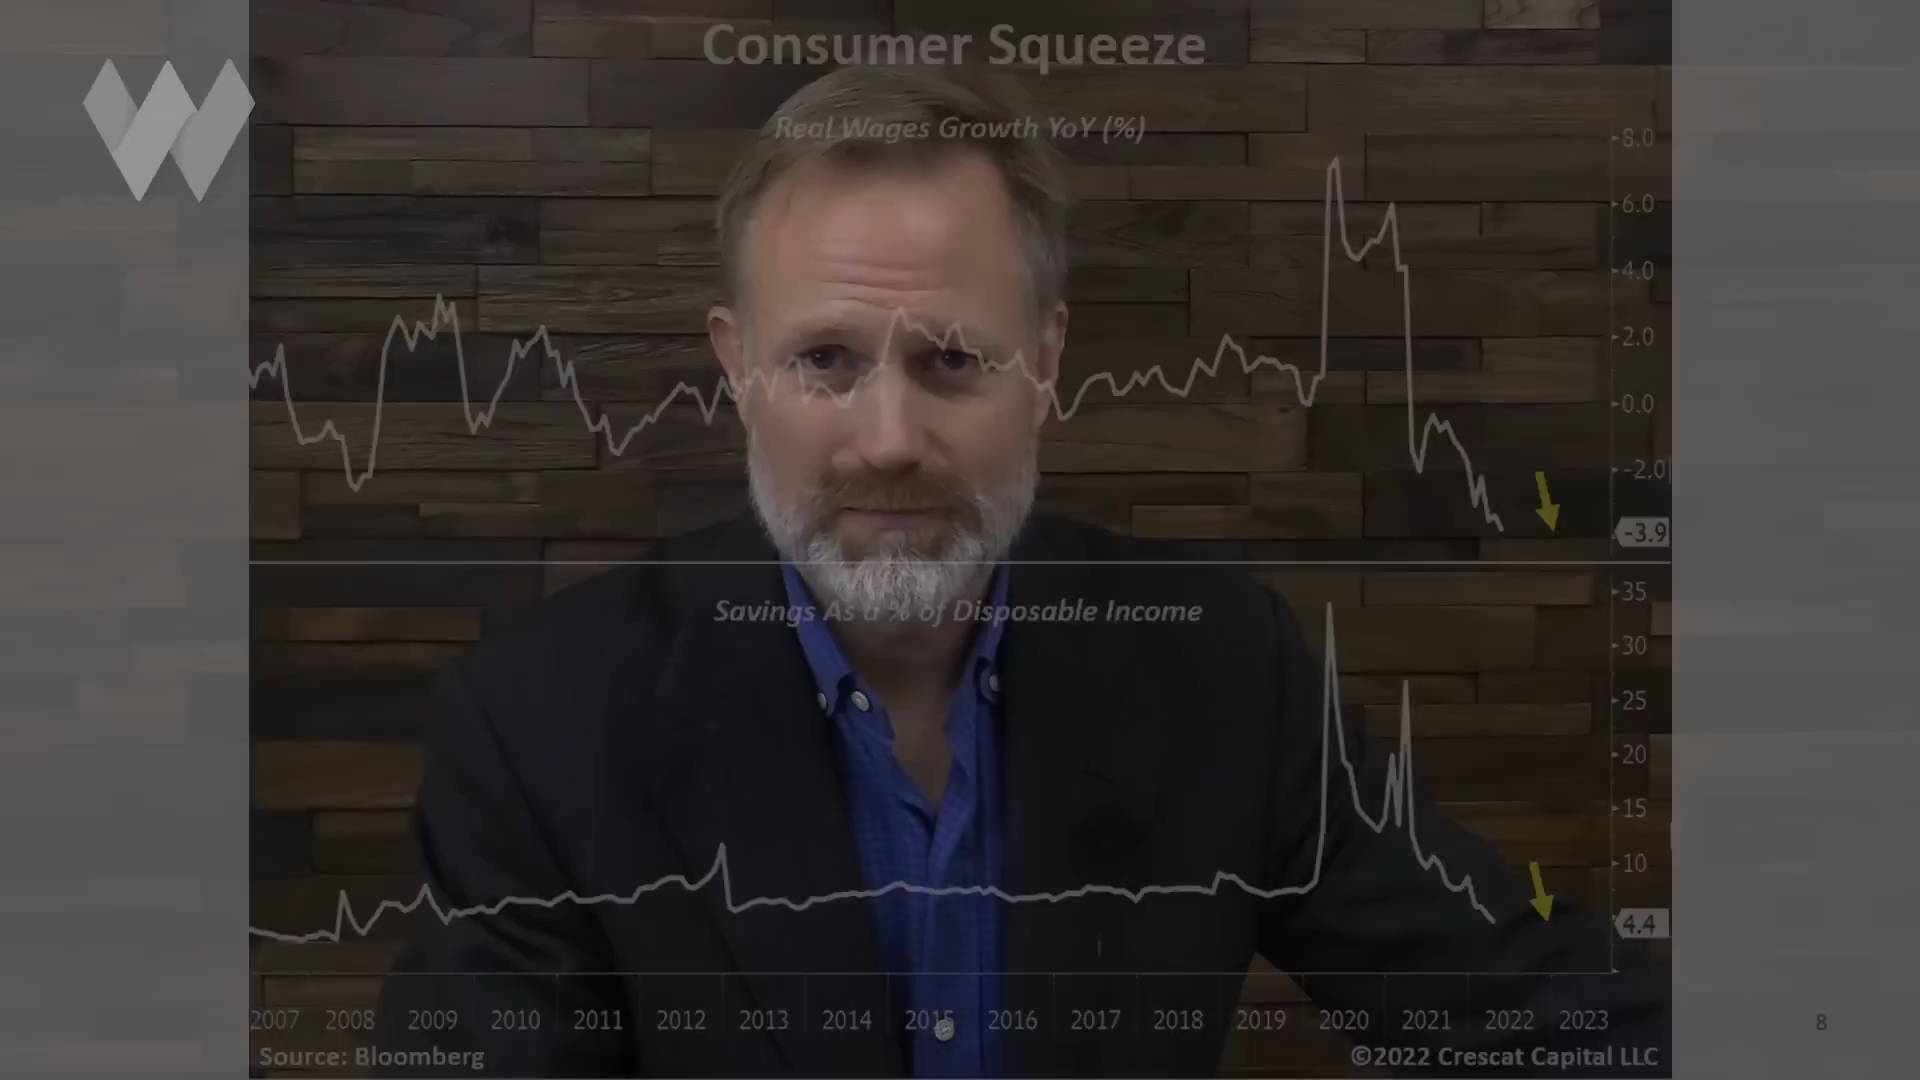 Consumer Squeeze
Real Wages Growth YoY (%)
8.0
6.0
4.0
2.0
0.0
-2.0
-3.9
Savings As a % of Disposable Income
35
30
25
20
15
10
4.4
2007 2008 2009 2010 2011 2012 2013 2014 2015 2016 2017 2018 2019 2020 2021 2022 2023
Source: Bloomberg
©2022 Crescat Capital LLC
8